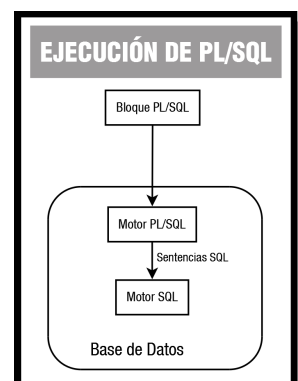 EJECUCIÓN DE PL/SQL
Bloque PL/SQL
Motor PL/SQL
Sentencias SQL
Motor SQL
Base de Datos